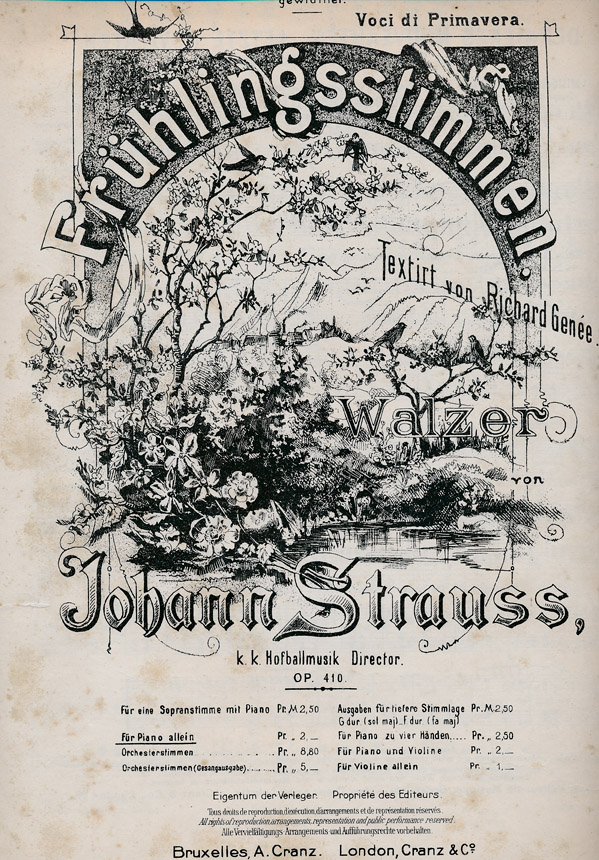 gewidmet.
Voci di Primavera.
Frühlingsstimmen.
Textirt von Richard Genée.
Walzer
von
Johann Strauss,
k. k. Hofballmusik Director.
OP. 410.
Für eine Sopranstimme mit Piano Pr. M. 2,50
Für Piano allein Pr. „ 2._
Orchesterstimmen . . . . . . . . . . Pr. „ 8,80
Orchesterstimmen (Gesangausgabe) . . . . . Pr. „ 5,_
Ausgaben für tiefere Stimmlage Pr. M. 2,50
G dur (sol maj)_F dur (fa maj)
Für Piano zu vier Händen, . . . . Pr. „ 2,50
Für Piano und Violine Pr. „ 2._
Für Violine allein Pr. „ 1._
Eigentum der Verleger. Propriété des Editeurs.
Tous droits de reproduction, d'exécution, d'arrangements et de représentation réservés.
All rights of reproduction, arrangements, representation and public performance reserved.
Alle Vervielfältigungs- Arrangements und Aufführungsrechte vorbehalten.
Bruxelles, A. Cranz. London, Cranz & Co.